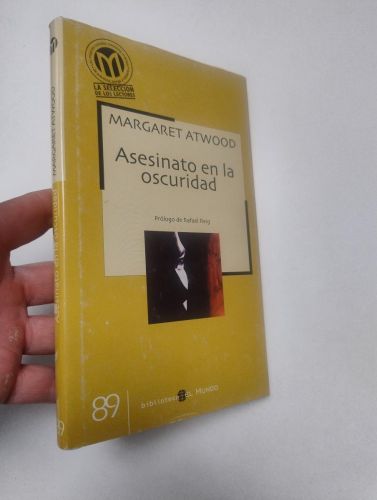 LA SELECCIÓN
DE LOS LECTORES
MARGARET ATWOOD
Asesinato en la
oscuridad
Prólogo de Rafael Reig
89
biblioteca EL MUNDO
MARGARET ATWOOD
Asesinato en la oscuridad